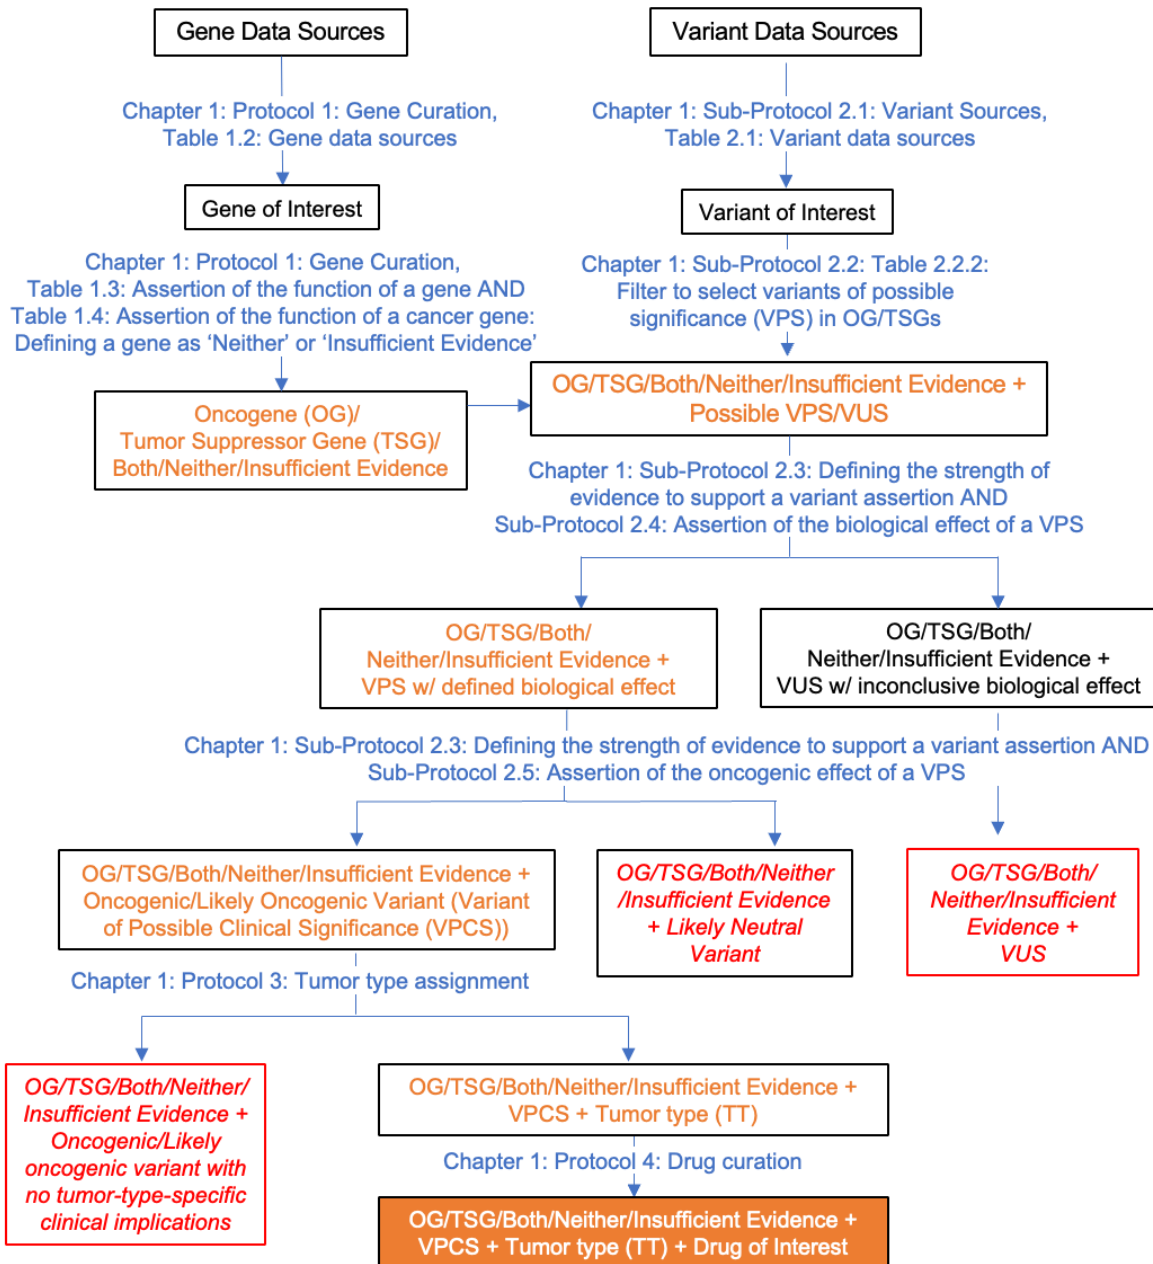 Gene Data Sources
Variant Data Sources
Chapter 1: Protocol 1: Gene Curation,
Table 1.2: Gene data sources
Chapter 1: Sub-Protocol 2.1: Variant Sources,
Table 2.1: Variant data sources
Gene of Interest
Variant of Interest
Chapter 1: Protocol 1: Gene Curation,
Table 1.3: Assertion of the function of a gene AND
Table 1.4: Assertion of the function of a cancer gene:
Defining a gene as ‘Neither’ or ‘Insufficient Evidence’
Chapter 1: Sub-Protocol 2.2: Table 2.2.2:
Filter to select variants of possible
significance (VPS) in OG/TSGs
Oncogene (OG)/
Tumor Suppressor Gene (TSG)/
Both/Neither/Insufficient Evidence
OG/TSG/Both/Neither/Insufficient Evidence +
Possible VPS/VUS
Chapter 1: Sub-Protocol 2.3: Defining the strength of
evidence to support a variant assertion AND
Sub-Protocol 2.4: Assertion of the biological effect of a VPS
OG/TSG/Both/
Neither/Insufficient Evidence +
VPS w/ defined biological effect
OG/TSG/Both/
Neither/Insufficient Evidence +
VUS w/ inconclusive biological effect
Chapter 1: Sub-Protocol 2.3: Defining the strength of evidence to support a variant assertion AND
Sub-Protocol 2.5: Assertion of the oncogenic effect of a VPS
OG/TSG/Both/Neither/Insufficient Evidence +
Oncogenic/Likely Oncogenic Variant (Variant
of Possible Clinical Significance (VPCS))
OG/TSG/Both/Neither
/Insufficient Evidence
+ Likely Neutral
Variant
OG/TSG/Both/
Neither/Insufficient
Evidence +
VUS
Chapter 1: Protocol 3: Tumor type assignment
OG/TSG/Both/Neither/
Insufficient Evidence +
Oncogenic/Likely
oncogenic variant with
no tumor-type-specific
clinical implications
OG/TSG/Both/Neither/Insufficient Evidence +
VPCS + Tumor type (TT)
Chapter 1: Protocol 4: Drug curation
OG/TSG/Both/Neither/Insufficient Evidence +
VPCS + Tumor type (TT) + Drug of Interest